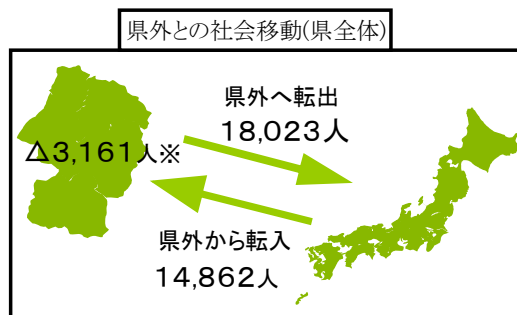 県外との社会移動(県全体)
県外へ転出
18,023人
△3,161人※
県外から転入
14,862人